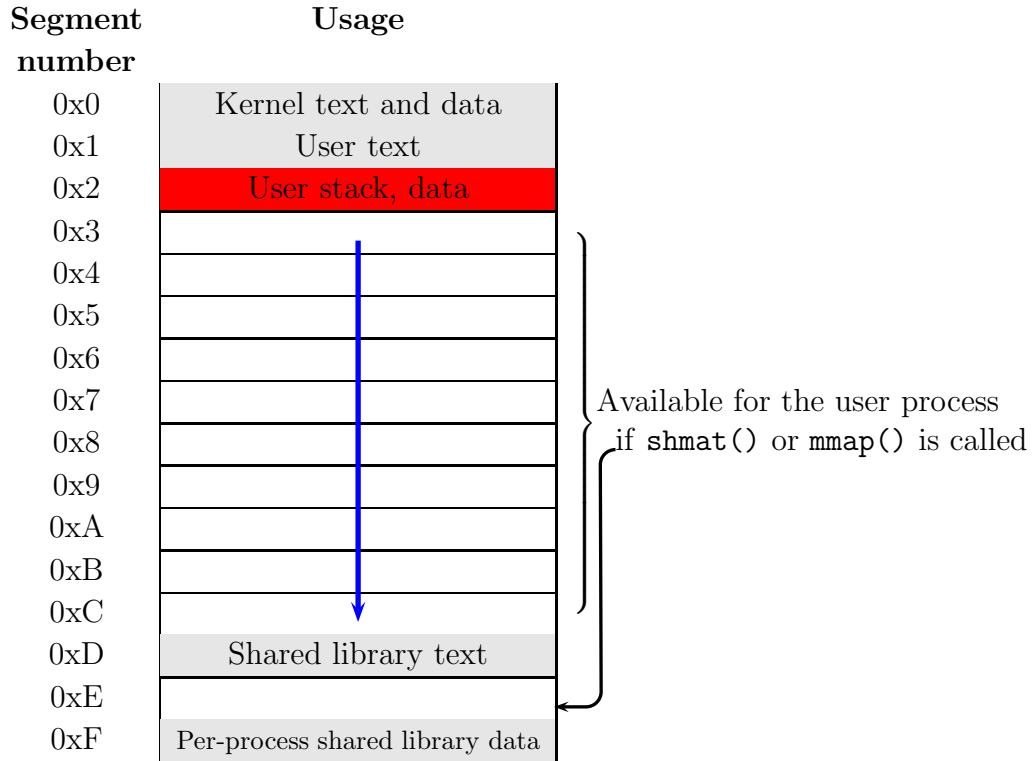 Segment number Usage
0x0 Kernel text and data
0x1 User text
0x2 User stack, data
0x3
0x4
0x5
0x6
0x7
0x8
0x9
0xA
0xB
0xC
0xD Shared library text
0xE
0xF Per-process shared library data
Available for the user process
if shmat() or mmap() is called